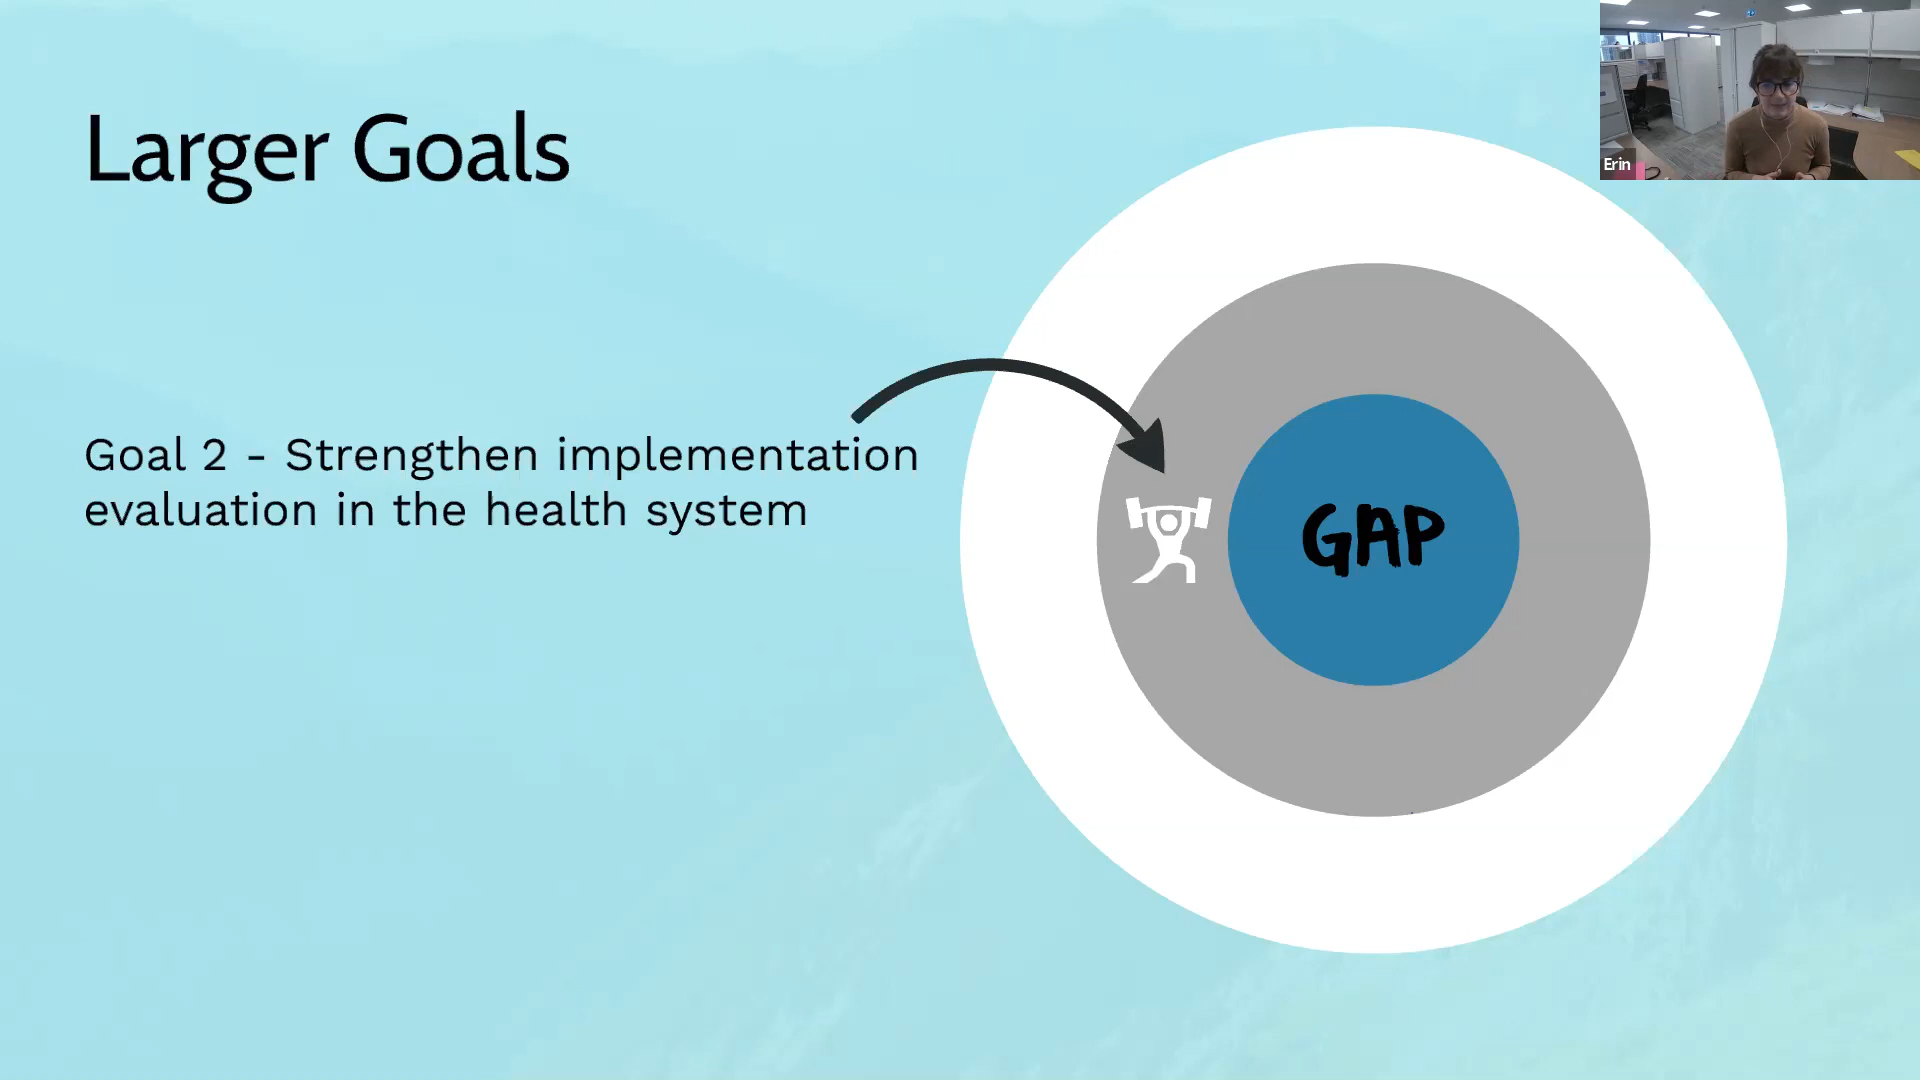 Larger Goals
Goal 2 - Strengthen implementation
evaluation in the health system
GAP
Erin